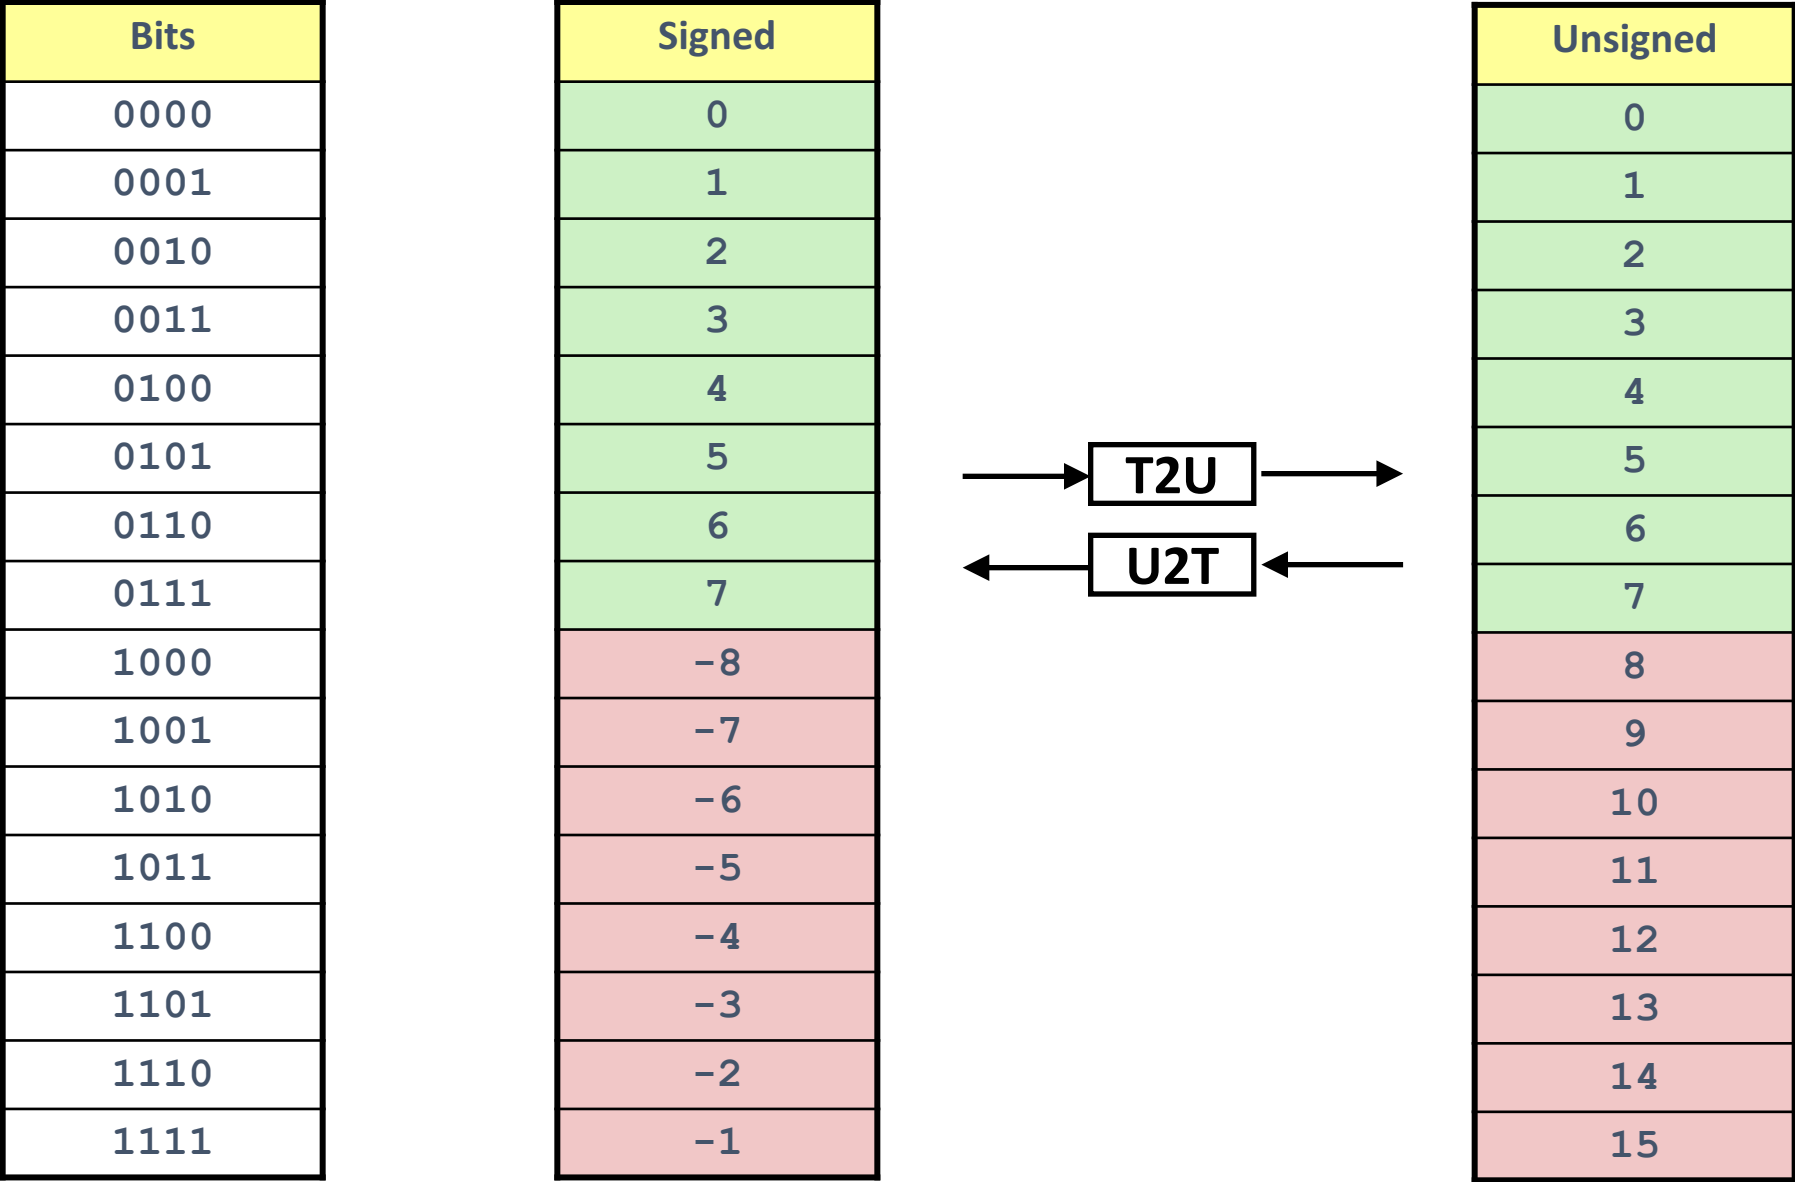 Bits Signed Unsigned
0000 0 0
0001 1 1
0010 2 2
0011 3 3
0100 4 4
0101 5 T2U 5
0110 6 U2T 6
0111 7 7
1000 -8 8
1001 -7 9
1010 -6 10
1011 -5 11
1100 -4 12
1101 -3 13
1110 -2 14
1111 -1 15